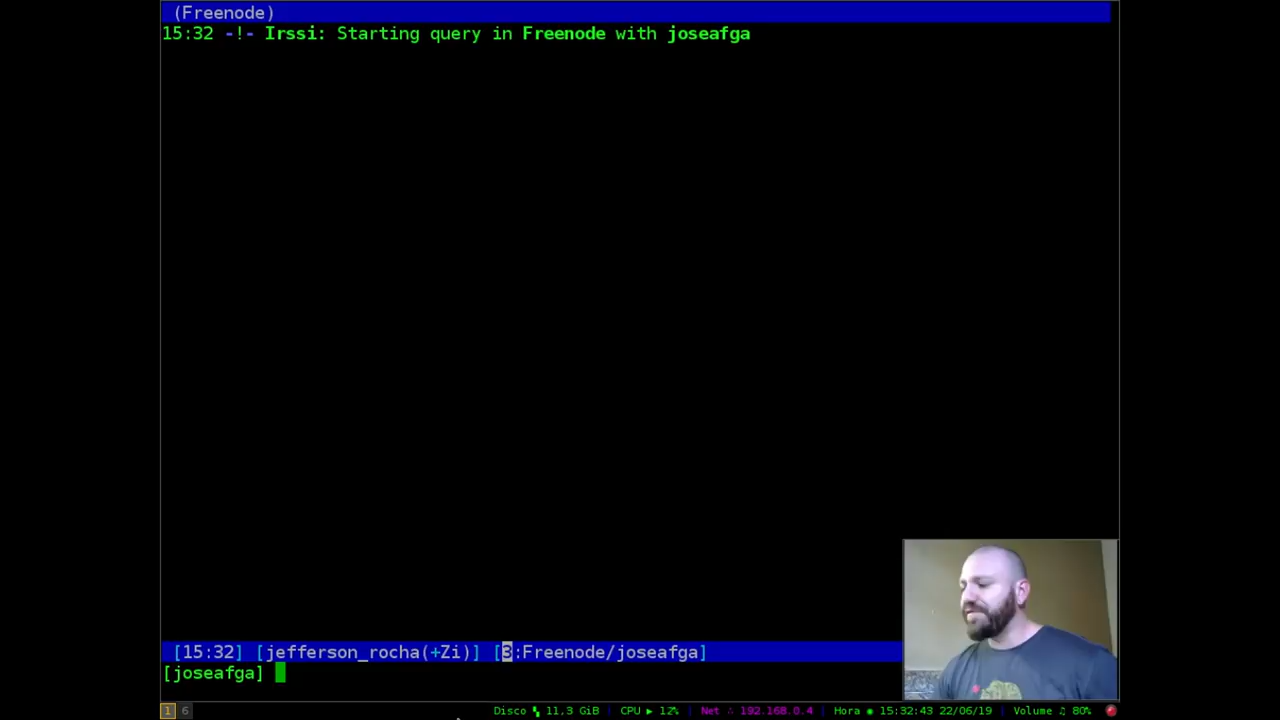 (Freenode)
15:32 -!- Irssi: Starting query in Freenode with joseafga
[15:32] [jefferson_rocha(+Zi)] [3:Freenode/joseafga]
[joseafga]
1 6 Disco 11.3 GiB | CPU ▶ 12% | Net ∴ 192.168.0.4 | Hora ◉ 15:32:43 22/06/19 | Volume ♫ 80%